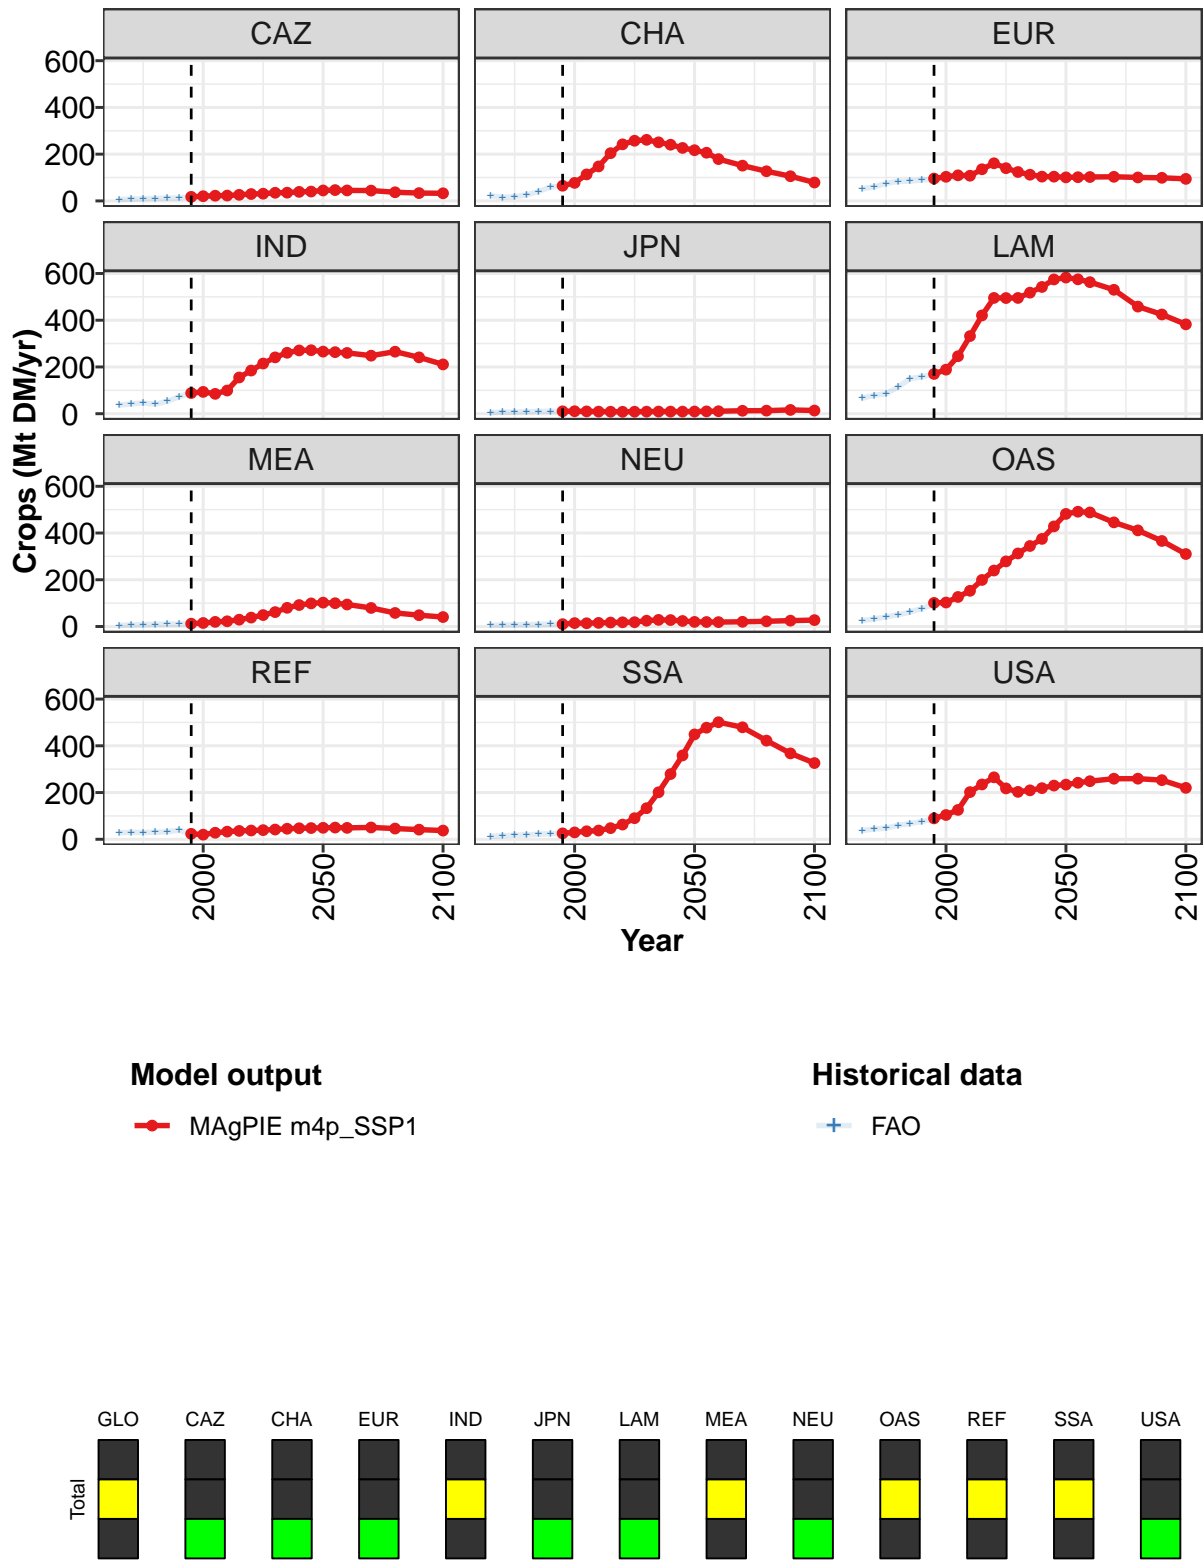 CAZ CHA EUR
600
400
200
0
IND JPN LAM
600
400
200
0
MEA NEU OAS
600
400
200
0
REF SSA USA
600
400
200
0
Crops (Mt DM/yr)
2000 2050 2100 2000 2050 2100 2000 2050 2100
Year
Model output Historical data
MAgPIE m4p_SSP1 FAO
GLO CAZ CHA EUR IND JPN LAM MEA NEU OAS REF SSA USA
Total